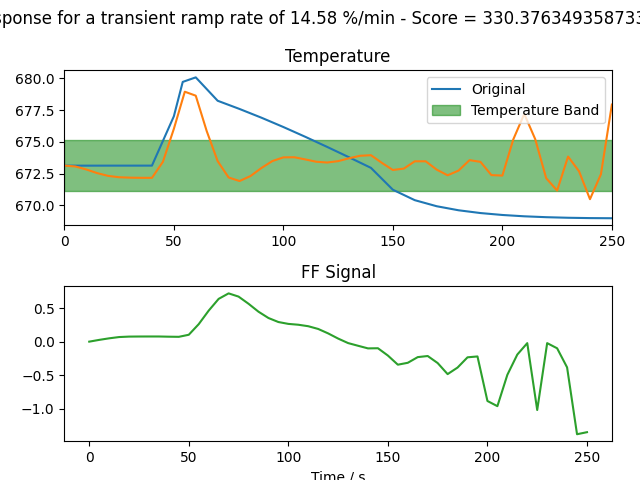 sponse for a transient ramp rate of 14.58 %/min - Score = 330.376349358733
Temperature
680.0
677.5
675.0
672.5
670.0
Original
Temperature Band
0 50 100 150 200 250
FF Signal
0.5
0.0
−0.5
−1.0
0 50 100 150 200 250
Time / s